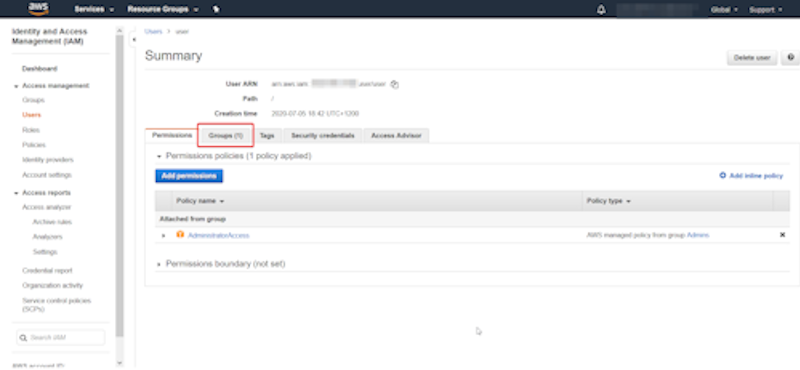 aws Services Resource Groups Global Support
Identity and Access
Management (IAM)
Dashboard
Access management
Groups
Users
Roles
Policies
Identity providers
Account settings
Access reports
Access analyzer
Archive rules
Analyzers
Settings
Credential report
Organization activity
Service control policies
(SCPs)
Search IAM
AWS account ID:
Users > user
Summary
Delete user
User ARN arn:aws:iam: user/user
Path /
Creation time 2020-07-05 18:42 UTC+1200
Permissions Groups (1) Tags Security credentials Access Advisor
Permissions policies (1 policy applied)
Add permissions Add inline policy
Policy name Policy type
Attached from group
AdministratorAccess AWS managed policy from group Admins
Permissions boundary (not set)